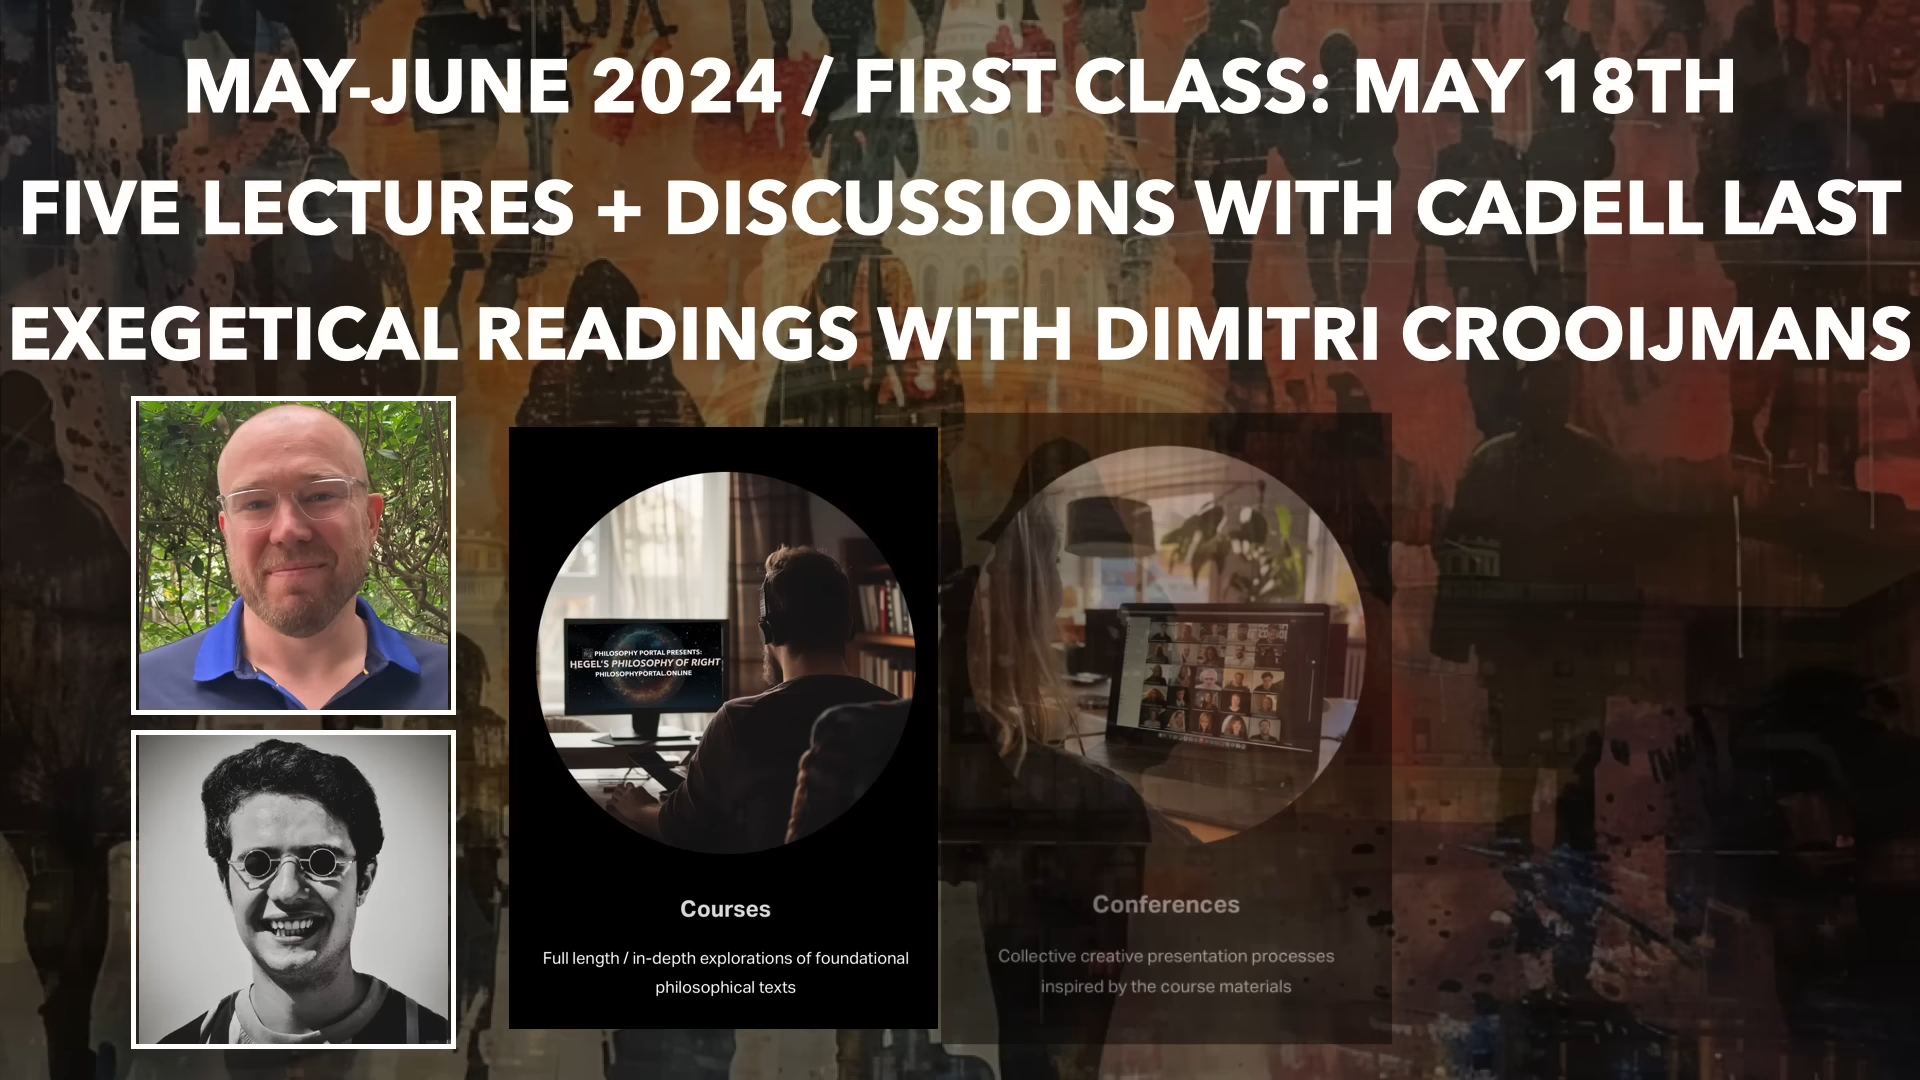 MAY-JUNE 2024 / FIRST CLASS: MAY 18TH
FIVE LECTURES + DISCUSSIONS WITH CADELL LAST
EXEGETICAL READINGS WITH DIMITRI CROOIJMANS
PHILOSOPHY PORTAL PRESENTS:
HEGEL'S PHILOSOPHY OF RIGHT
PHILOSOPHYPORTAL.ONLINE
Courses
Full length / in-depth explorations of foundational
philosophical texts
Conferences
Collective creative presentation processes
inspired by the course materials